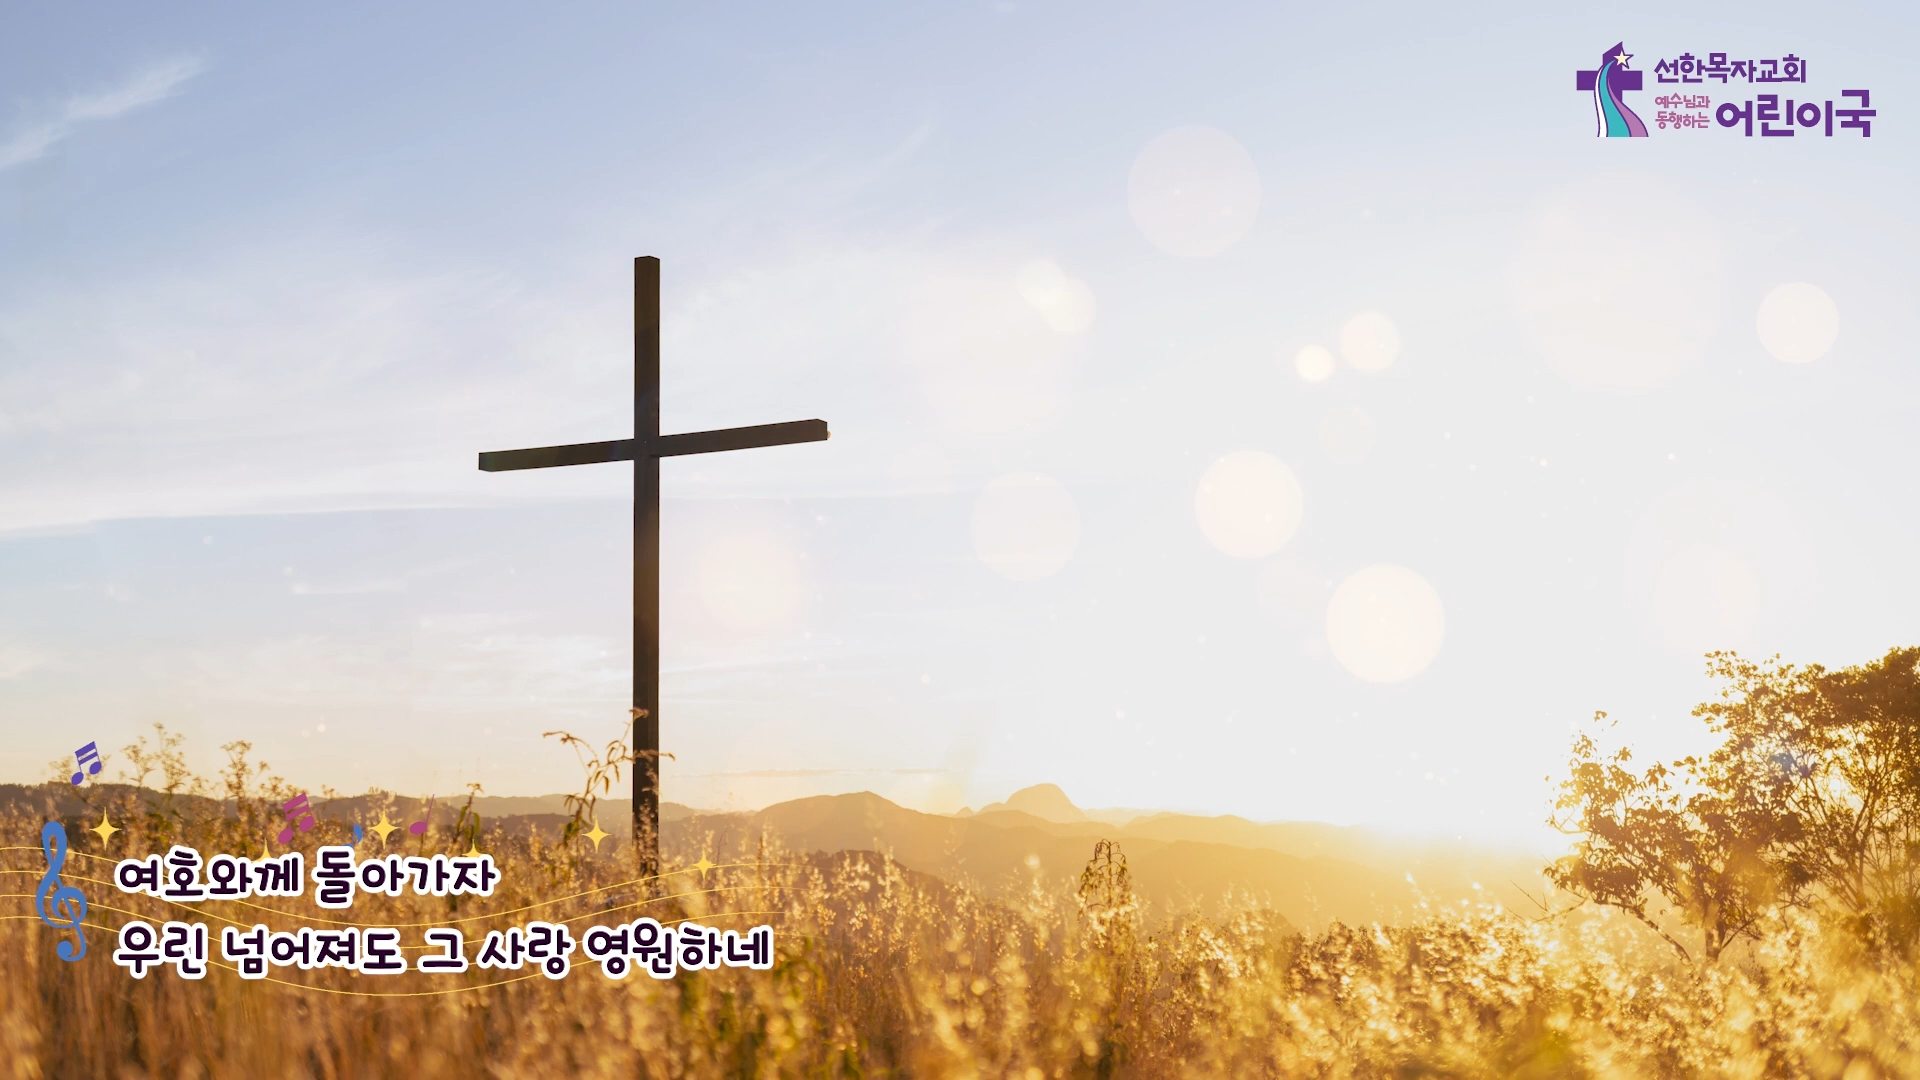 선한목자교회
예수님과
동행하는
어린이국
여호와께 돌아가자
우린 넘어져도 그 사랑 영원하네